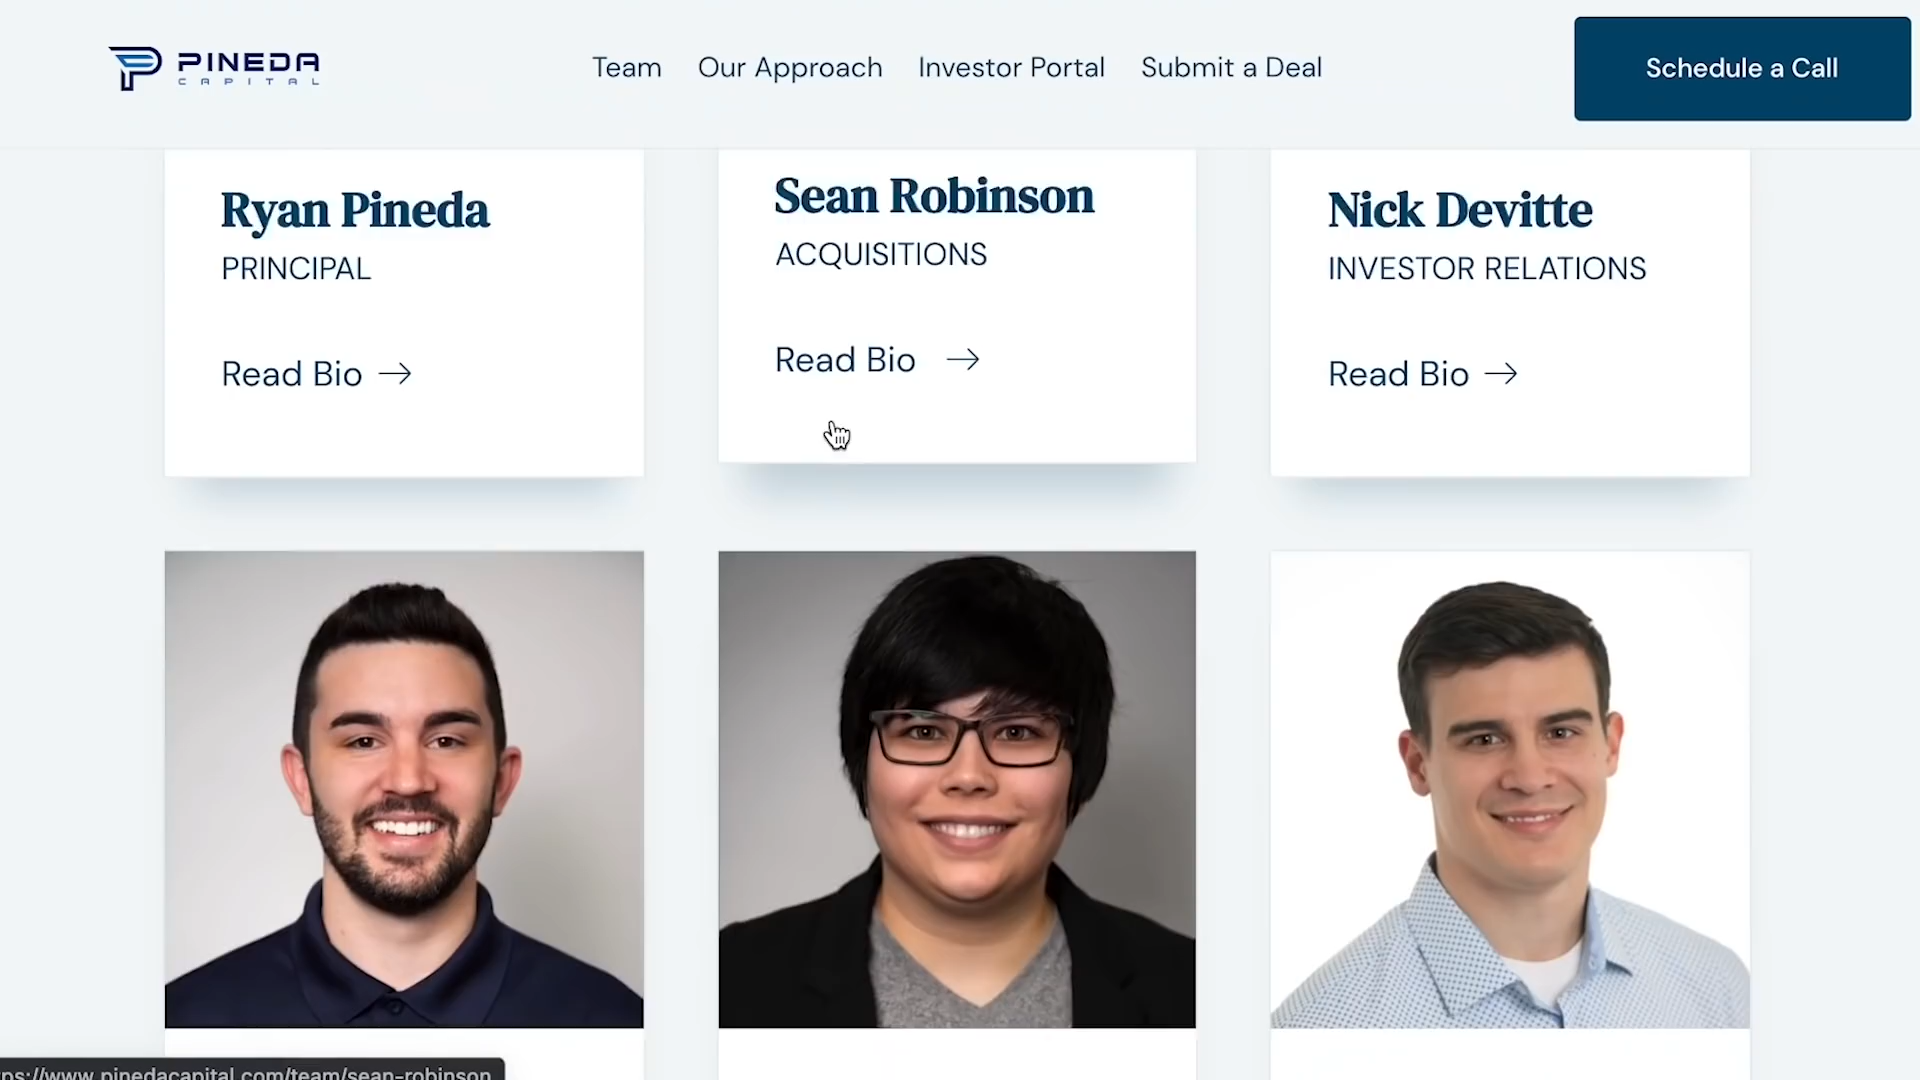 PINEDA
CAPITAL
Team
Our Approach
Investor Portal
Submit a Deal
Schedule a Call
Ryan Pineda
PRINCIPAL
Read Bio
Sean Robinson
ACQUISITIONS
Read Bio
Nick Devitte
INVESTOR RELATIONS
Read Bio
ps://www.pinedacapital.com/team/sean-robinson